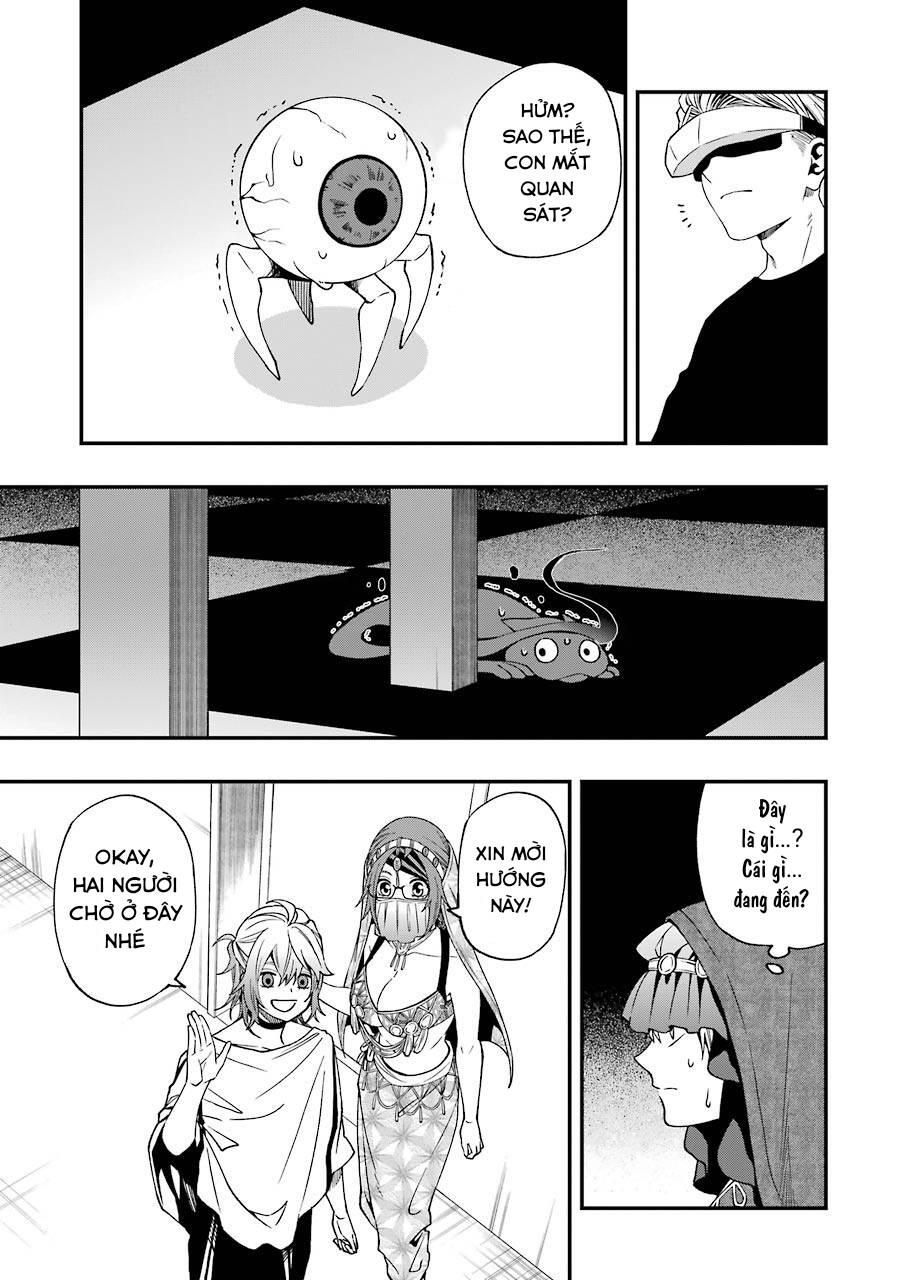 HỬM?
SAO THẾ,
CON MẮT
QUAN
SÁT?
Đây
là gì...?
Cái gì...
đang đến?
XIN MỜI
HƯỚNG
NÀY!
OKAY,
HAI NGƯỜI
CHỜ Ở ĐÂY
NHÉ